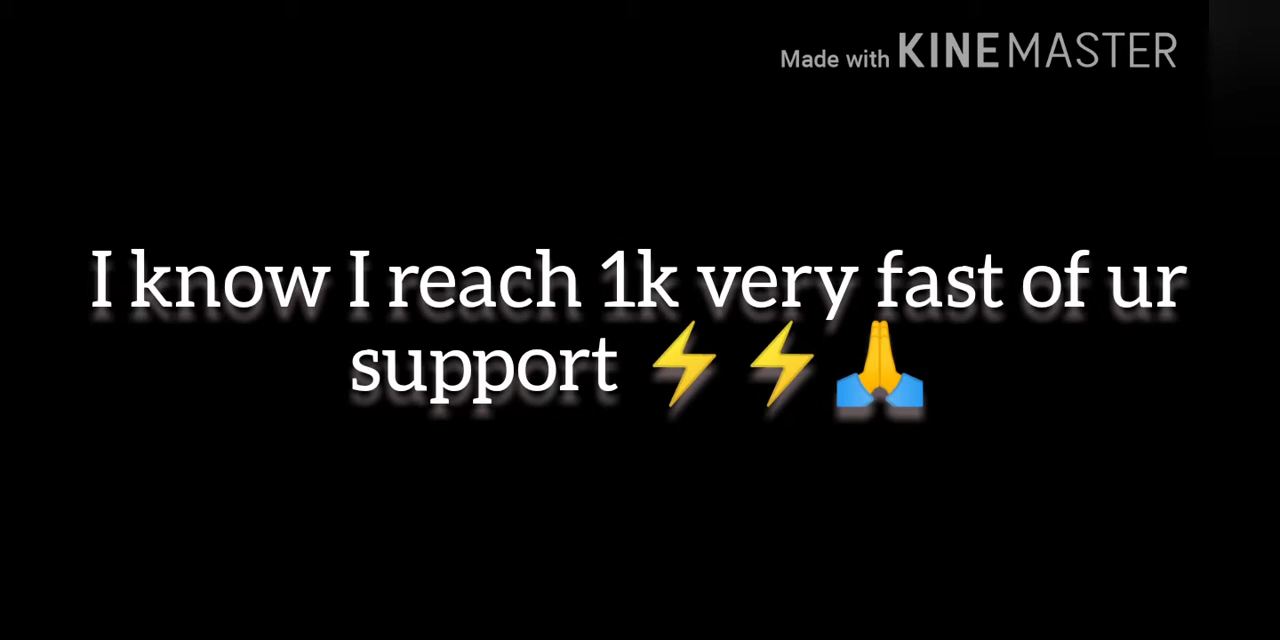 Made with KINEMASTER
I know I reach 1k very fast of ur
support ⚡⚡🙏